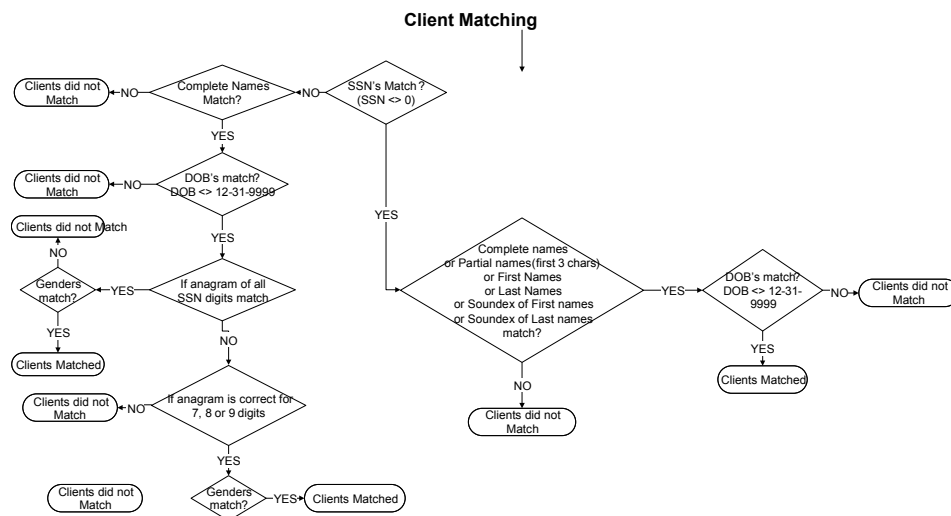 Client Matching
SSN's Match ?
(SSN <> 0)
NO
Complete Names
Match?
NO
Clients did not
Match
YES
DOB's match?
DOB <> 12-31-9999
NO
Clients did not
Match
YES
If anagram of all
SSN digits match
YES
Genders
match?
NO
Clients did not Match
YES
Clients Matched
NO
If anagram is correct for
7, 8 or 9 digits
NO
Clients did not
Match
YES
Genders
match?
YES
Clients Matched
Clients did not
Match
YES
Complete names
or Partial names(first 3 chars)
or First Names
or Last Names
or Soundex of First names
or Soundex of Last names
match?
NO
Clients did not
Match
YES
DOB's match?
DOB <> 12-31-
9999
NO
Clients did not
Match
YES
Clients Matched